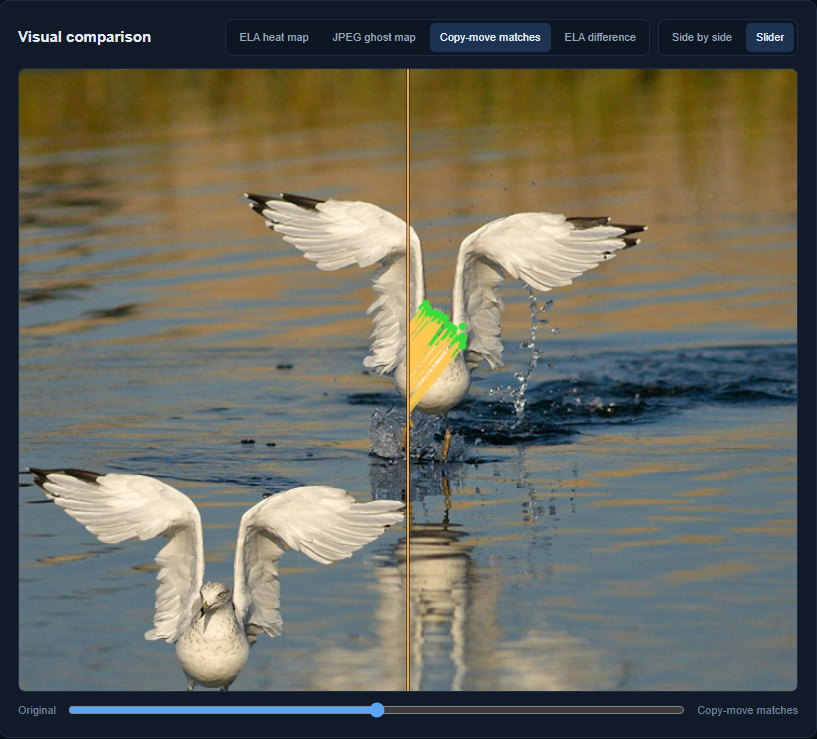 Visual comparison
ELA heat map
JPEG ghost map
Copy-move matches
ELA difference
Side by side
Slider
Original
Copy-move matches